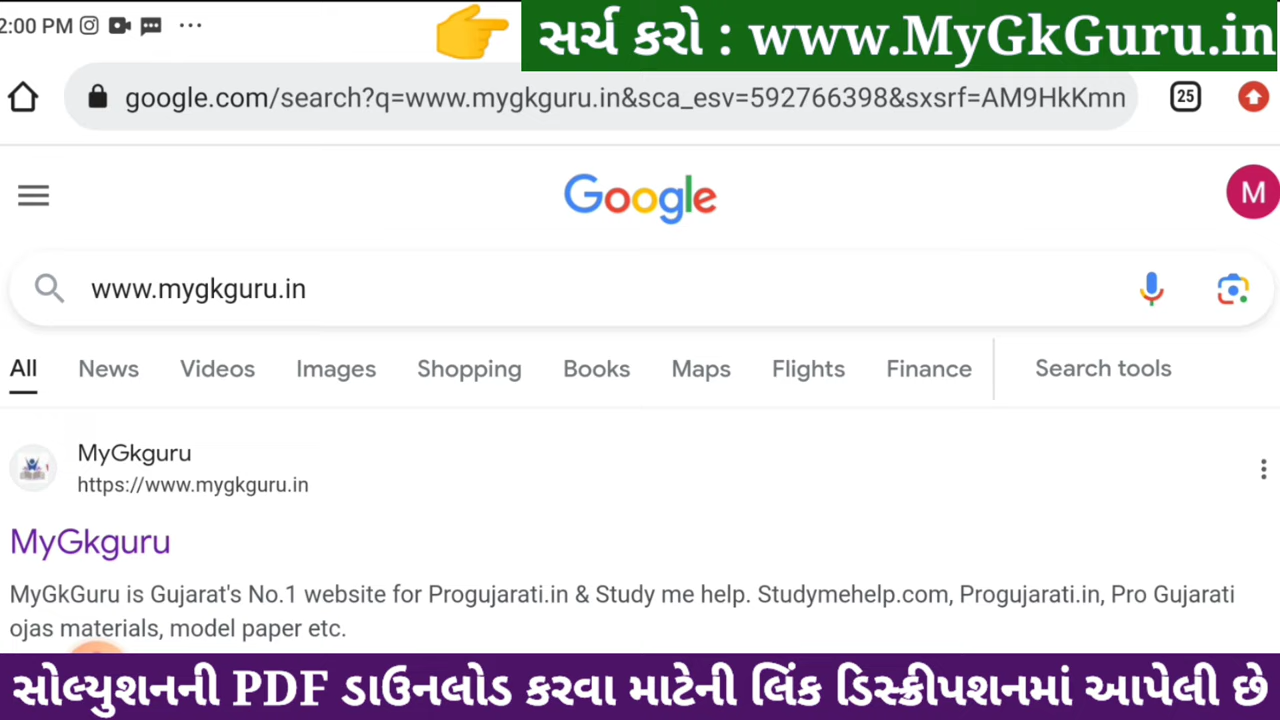 2:00 PM
👉 સર્ચ કરો : www.MyGkGuru.in
google.com/search?q=www.mygkguru.in&sca_esv=592766398&sxsrf=AM9HkKmn
25
Google
M
www.mygkguru.in
All News Videos Images Shopping Books Maps Flights Finance Search tools
MyGkguru
https://www.mygkguru.in
MyGkguru
MyGkGuru is Gujarat's No.1 website for Progujarati.in & Study me help. Studymehelp.com, Progujarati.in, Pro Gujarati
ojas materials, model paper etc.
સોલ્યુશનની PDF ડાઉનલોડ કરવા માટેની લિંક ડિસ્ક્રીપશનમાં આપેલી છે